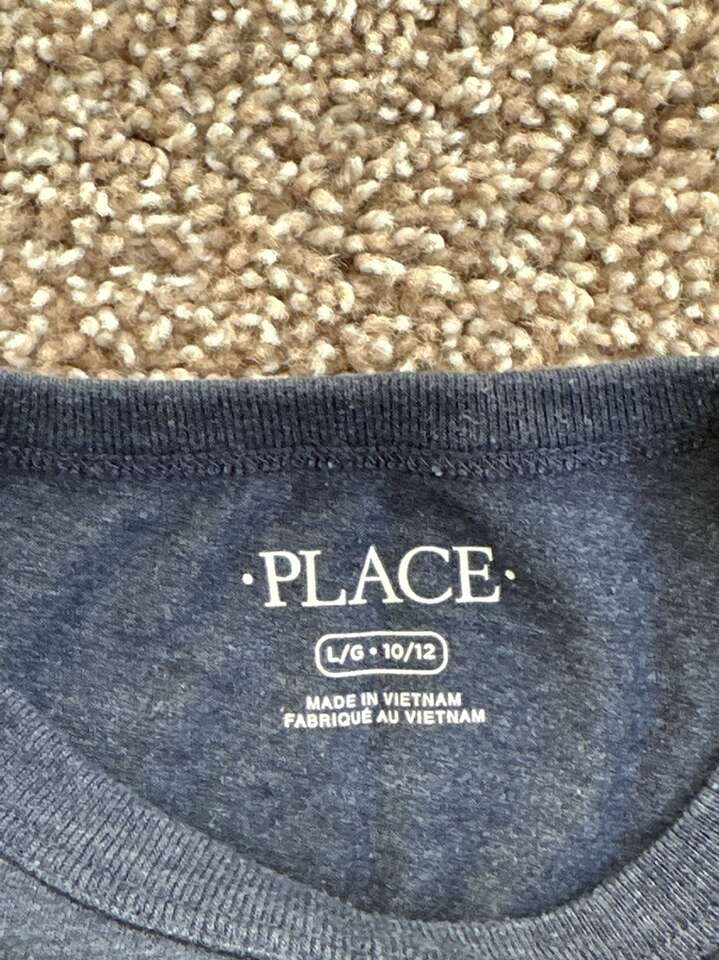 ·PLACE·
L/G • 10/12
MADE IN VIETNAM
FABRIQUÉ AU VIETNAM